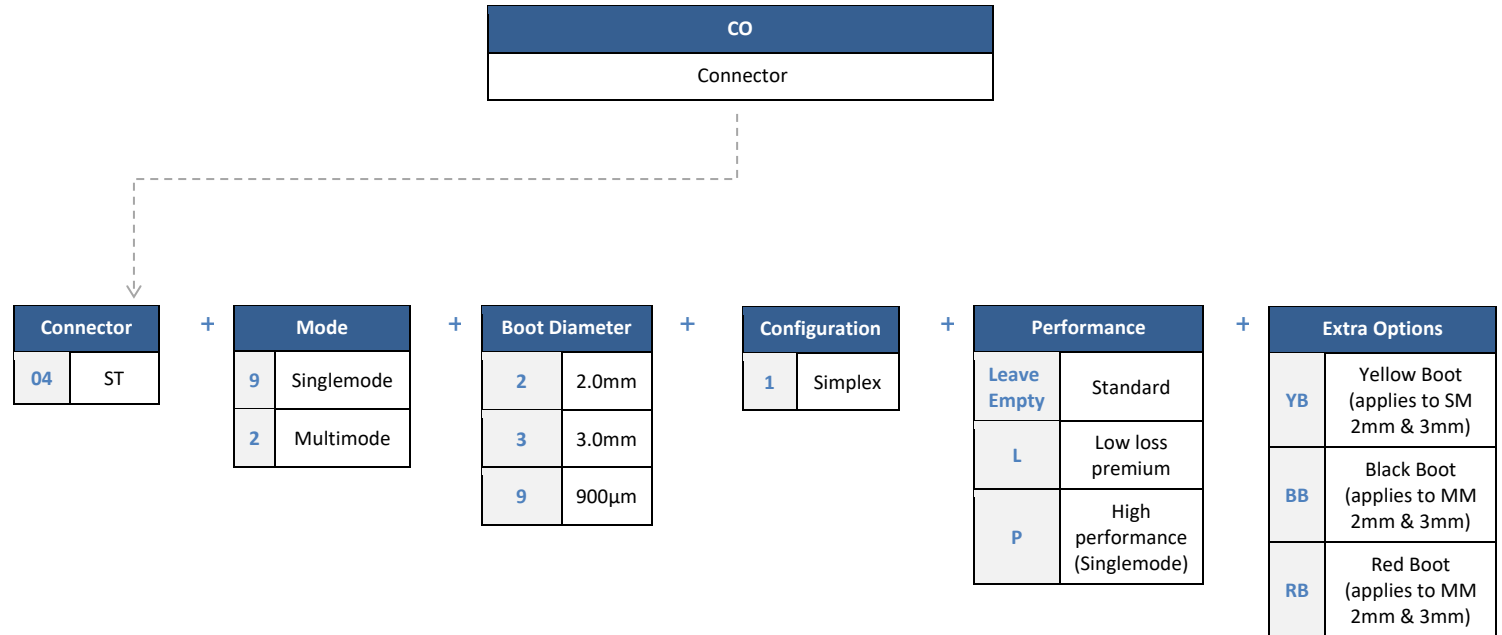 CO
Connector
Connector + Mode + Boot Diameter + Configuration + Performance + Extra Options
04 ST
9 Singlemode
2 Multimode
2 2.0mm
3 3.0mm
9 900µm
1 Simplex
Leave
Empty
Standard
L
Low loss
premium
P
High
performance
(Singlemode)
YB
Yellow Boot
(applies to SM
2mm & 3mm)
BB
Black Boot
(applies to MM
2mm & 3mm)
RB
Red Boot
(applies to MM
2mm & 3mm)